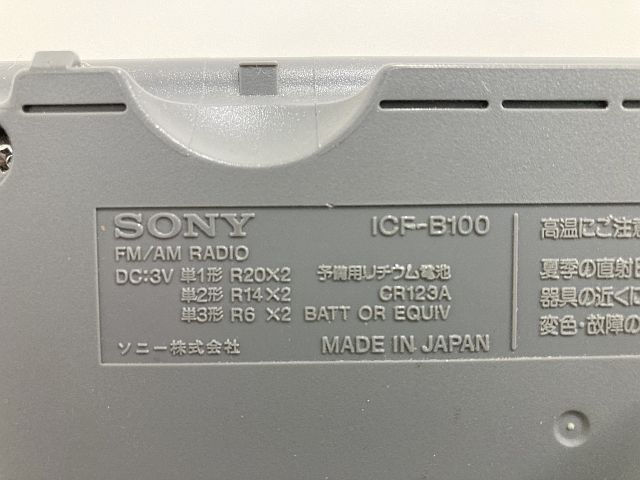 SONY ICF-B100
FM/AM RADIO
DC:3V 単1形 R20×2 予備用リチウム電池
単2形 R14×2 CR123A
単3形 R6 ×2 BATT OR EQUIV
ソニー株式会社 MADE IN JAPAN
高温にご注意
夏季の直射日
器具の近くに
変色・故障の